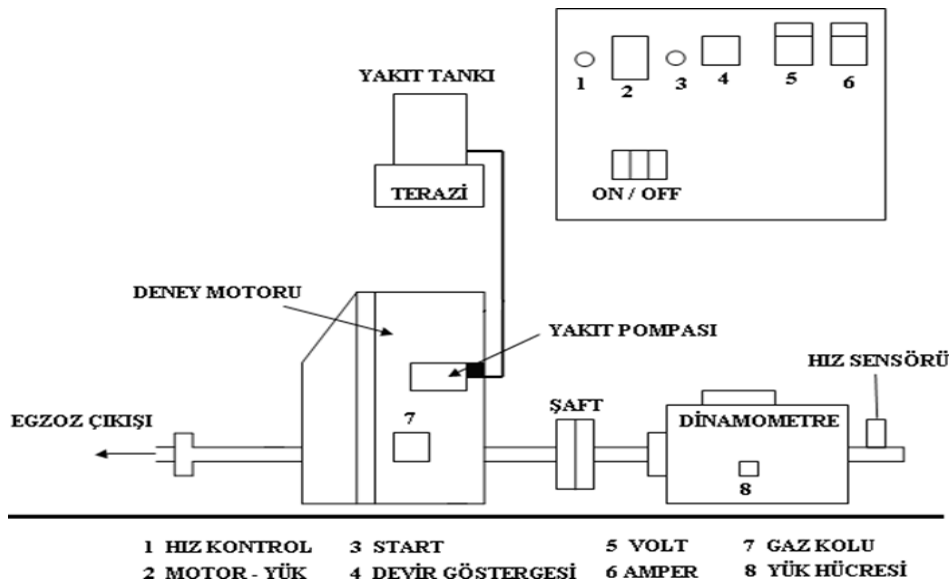 1
2
3
4
5
6
ON / OFF
YAKIT TANKI
TERAZİ
DENEY MOTORU
YAKIT POMPASI
HIZ SENSÖRÜ
EGZOZ ÇIKIŞI
7
ŞAFT
DİNAMOMETRE
8
1 HIZ KONTROL 3 START 5 VOLT 7 GAZ KOLU
2 MOTOR - YÜK 4 DEVİR GÖSTERGESİ 6 AMPER 8 YÜK HÜCRESİ